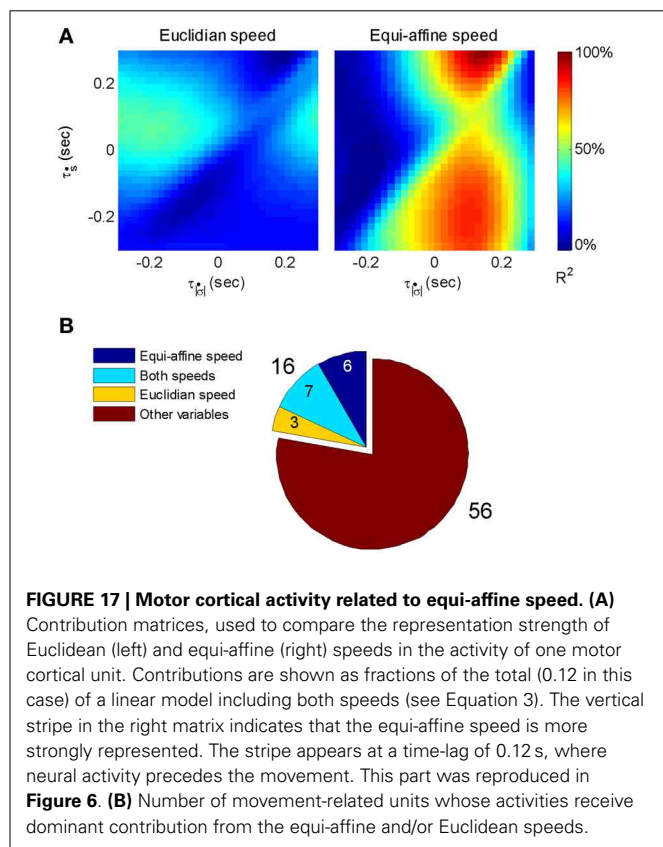 A
Euclidian speed
Equi-affine speed
100%
0.2
50%
τṡ (sec)
0
-0.2
0%
R²
-0.2 0 0.2
-0.2 0 0.2
τ|σ̇| (sec)
τ|σ̇| (sec)
B
Equi-affine speed
Both speeds
Euclidian speed
Other variables
16
6
7
3
56
FIGURE 17 | Motor cortical activity related to equi-affine speed. (A)
Contribution matrices, used to compare the representation strength of
Euclidean (left) and equi-affine (right) speeds in the activity of one motor
cortical unit. Contributions are shown as fractions of the total (0.12 in this
case) of a linear model including both speeds (see Equation 3). The vertical
stripe in the right matrix indicates that the equi-affine speed is more
strongly represented. The stripe appears at a time-lag of 0.12 s, where
neural activity precedes the movement. This part was reproduced in
Figure 6. (B) Number of movement-related units whose activities receive
dominant contribution from the equi-affine and/or Euclidean speeds.